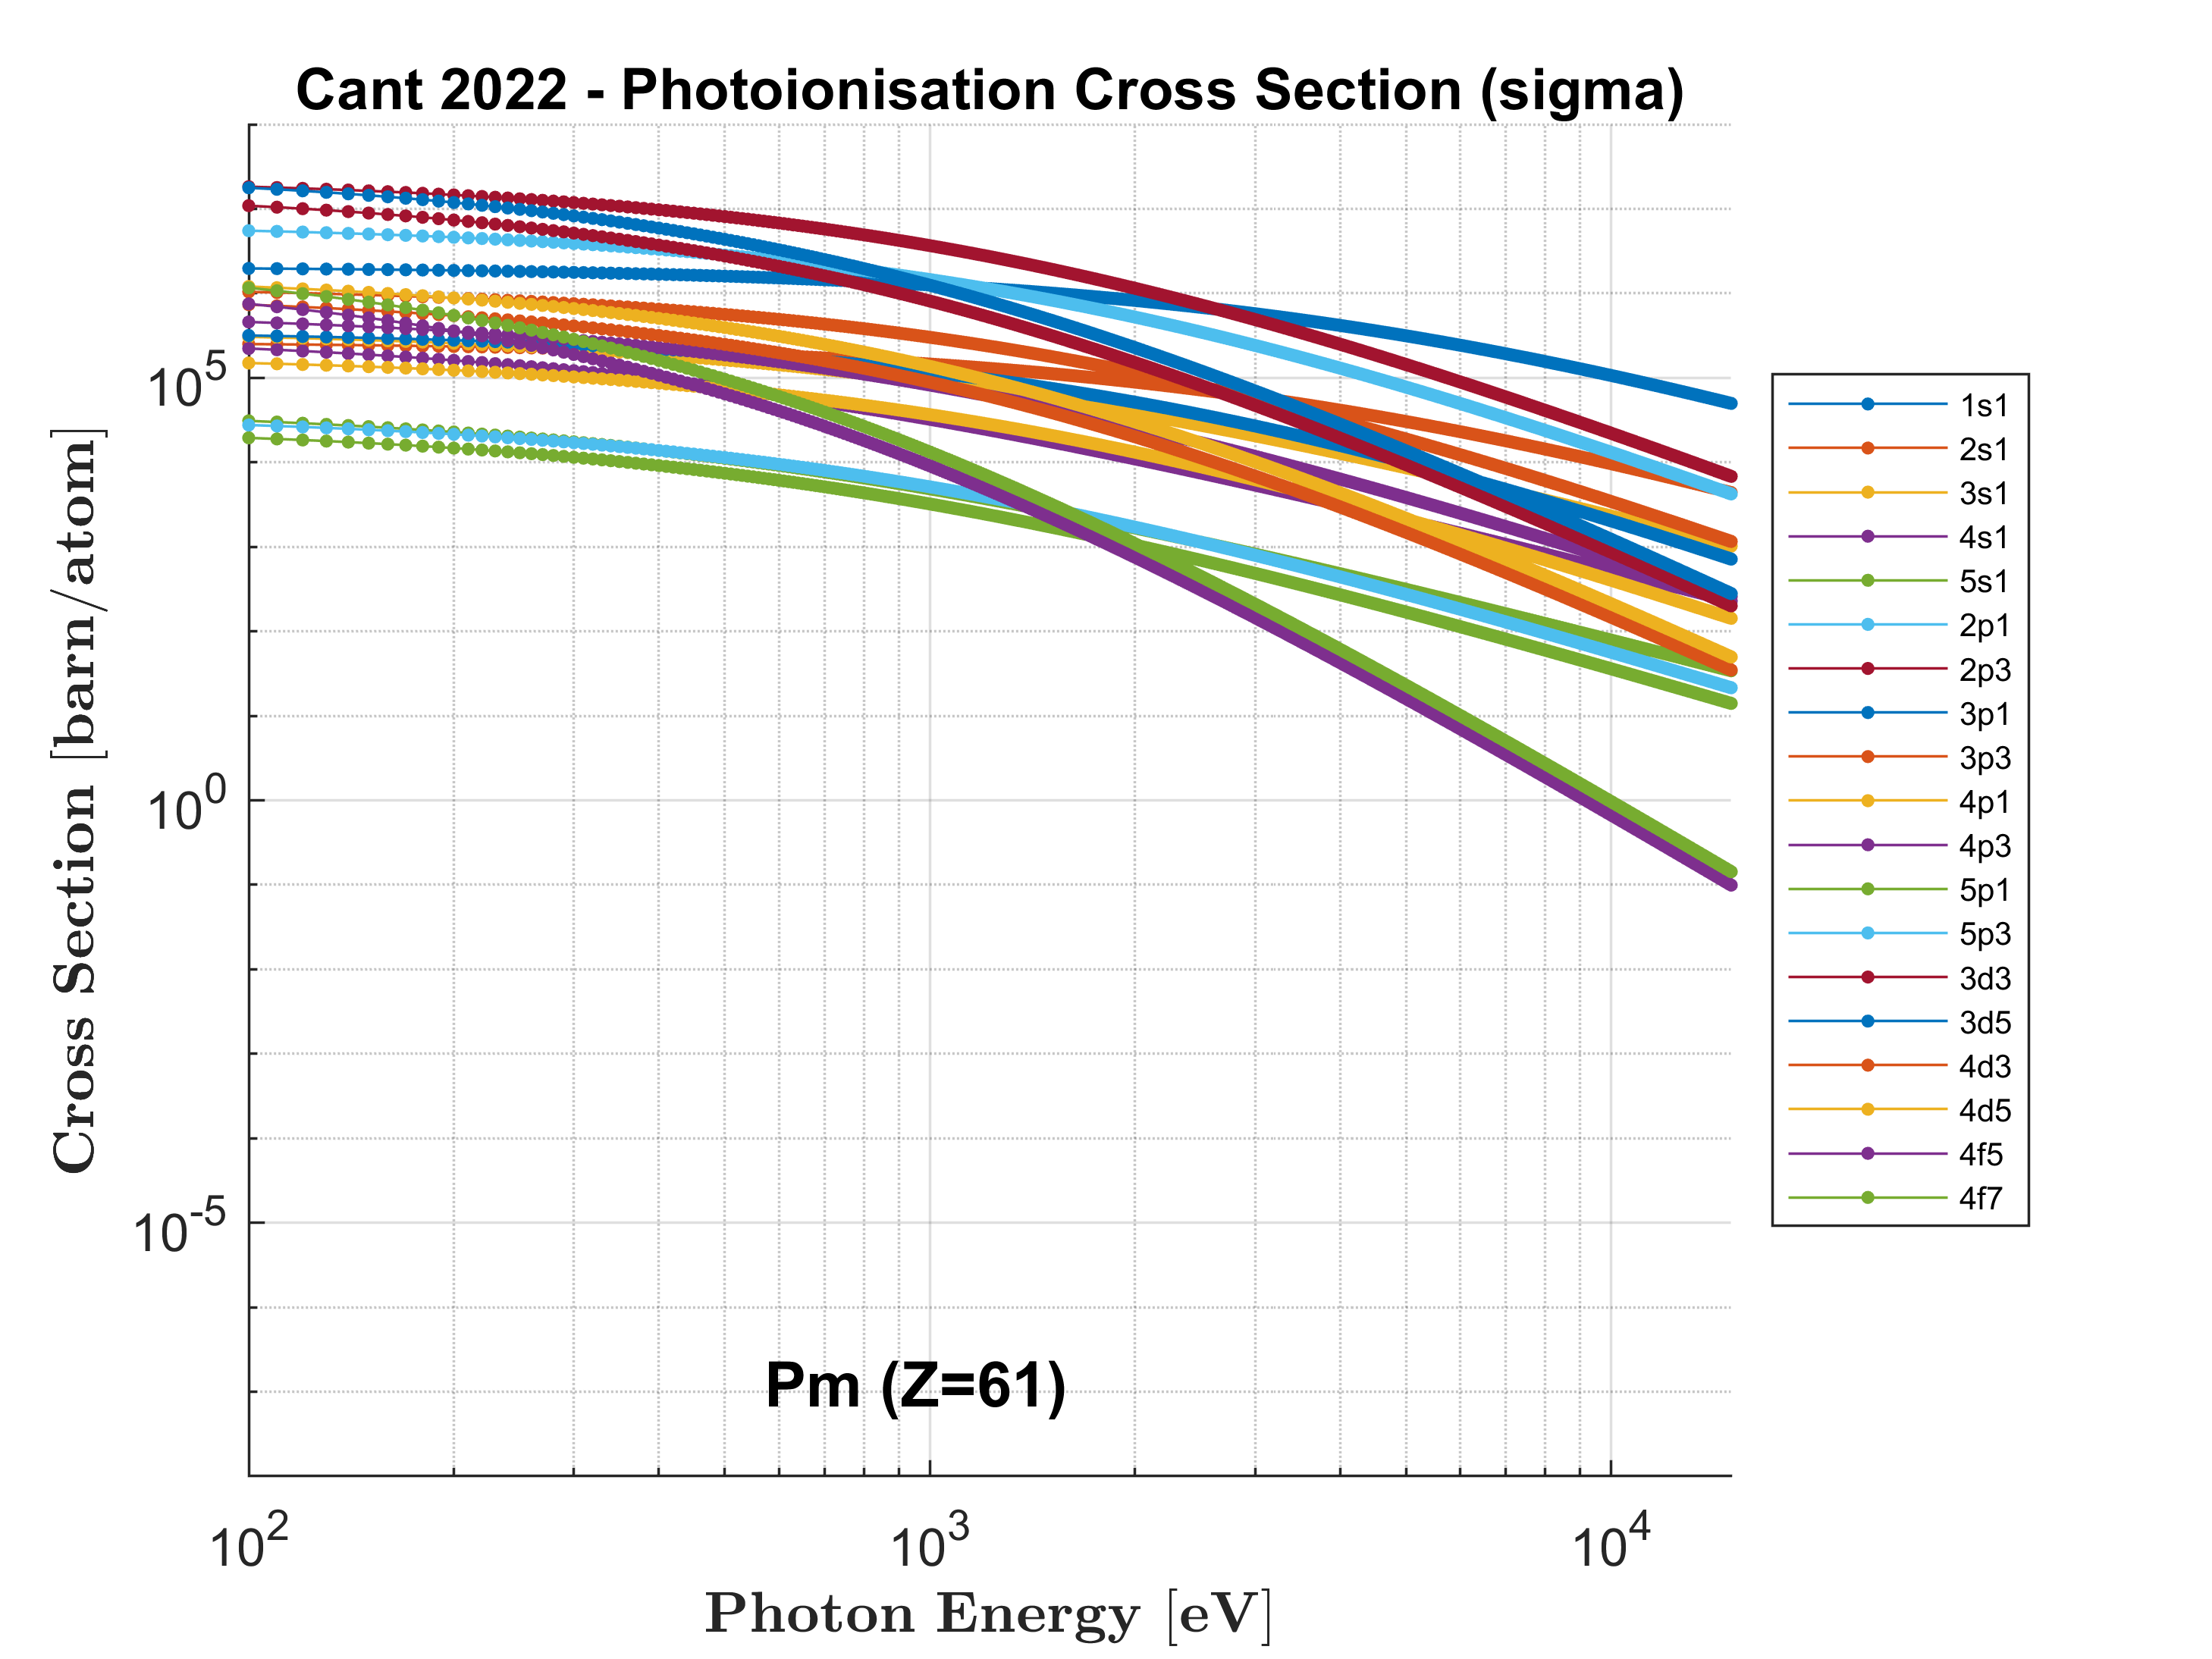 Cant 2022 - Photoionisation Cross Section (sigma)
Cross Section [barn/atom]
10^5
10^0
10^-5
Pm (Z=61)
10^2
10^3
10^4
Photon Energy [eV]
1s1
2s1
3s1
4s1
5s1
2p1
2p3
3p1
3p3
4p1
4p3
5p1
5p3
3d3
3d5
4d3
4d5
4f5
4f7